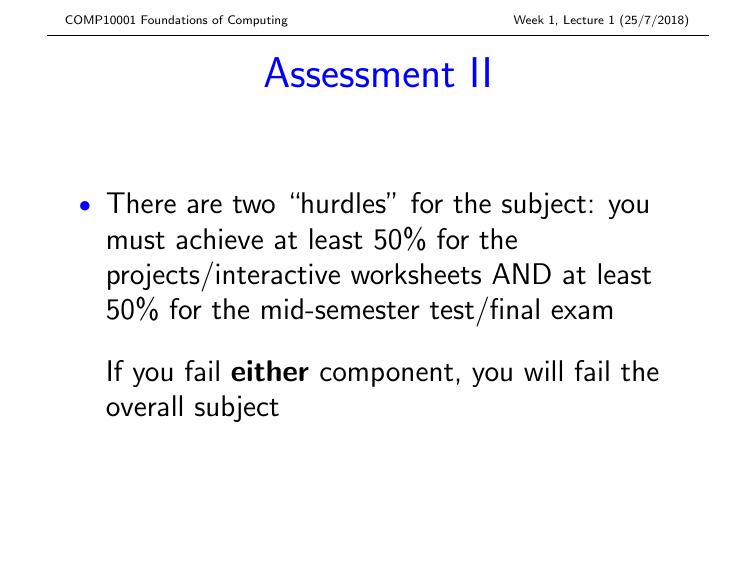 COMP10001 Foundations of Computing Week 1, Lecture 1 (25/7/2018)
Assessment II
• There are two “hurdles” for the subject: you
must achieve at least 50% for the
projects/interactive worksheets AND at least
50% for the mid-semester test/final exam
If you fail either component, you will fail the
overall subject